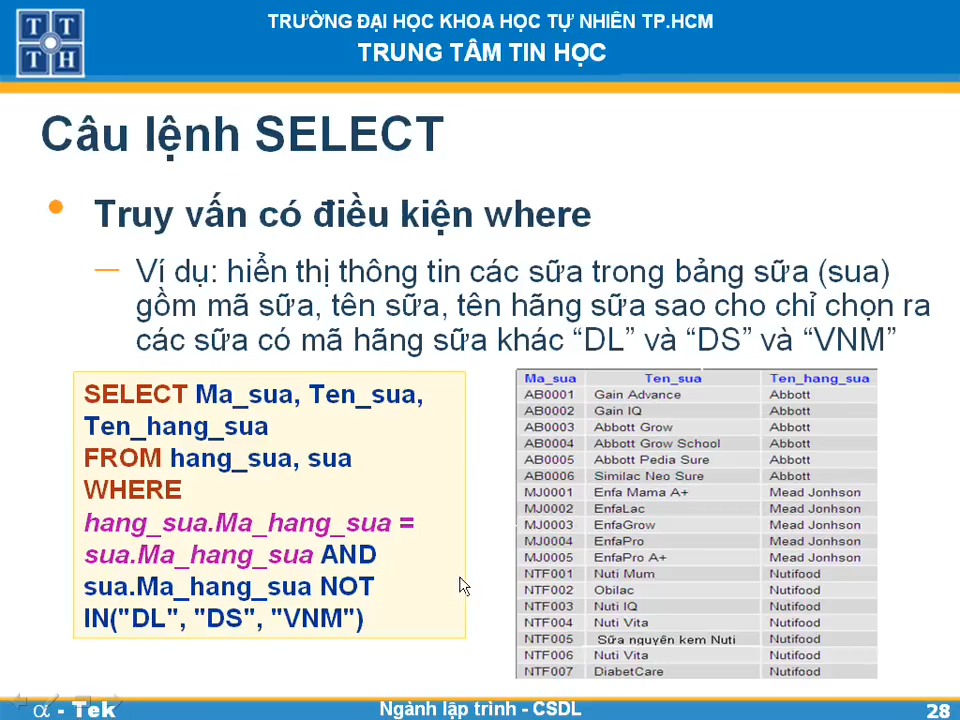 T T
T H
TRƯỜNG ĐẠI HỌC KHOA HỌC TỰ NHIÊN TP.HCM
TRUNG TÂM TIN HỌC
Câu lệnh SELECT
• Truy vấn có điều kiện where
– Ví dụ: hiển thị thông tin các sữa trong bảng sữa (sua)
gồm mã sữa, tên sữa, tên hãng sữa sao cho chỉ chọn ra
các sữa có mã hãng sữa khác “DL” và “DS” và “VNM”
SELECT Ma_sua, Ten_sua,
Ten_hang_sua
FROM hang_sua, sua
WHERE
hang_sua.Ma_hang_sua =
sua.Ma_hang_sua AND
sua.Ma_hang_sua NOT
IN("DL", "DS", "VNM")
Ma_sua Ten_sua Ten_hang_sua
AB0001 Gain Advance Abbott
AB0002 Gain IQ Abbott
AB0003 Abbott Grow Abbott
AB0004 Abbott Grow School Abbott
AB0005 Abbott Pedia Sure Abbott
AB0006 Similac Neo Sure Abbott
MJ0001 Enfa Mama A+ Mead Jonhson
MJ0002 EnfaLac Mead Jonhson
MJ0003 EnfaGrow Mead Jonhson
MJ0004 EnfaPro Mead Jonhson
MJ0005 EnfaPro A+ Mead Jonhson
NTF001 Nuti Mum Nutifood
NTF002 Obilac Nutifood
NTF003 Nuti IQ Nutifood
NTF004 Nuti Vita Nutifood
NTF005 Sữa nguyên kem Nuti Nutifood
NTF006 Nuti Vita Nutifood
NTF007 DiabetCare Nutifood
α - Tek
Ngành lập trình - CSDL
28